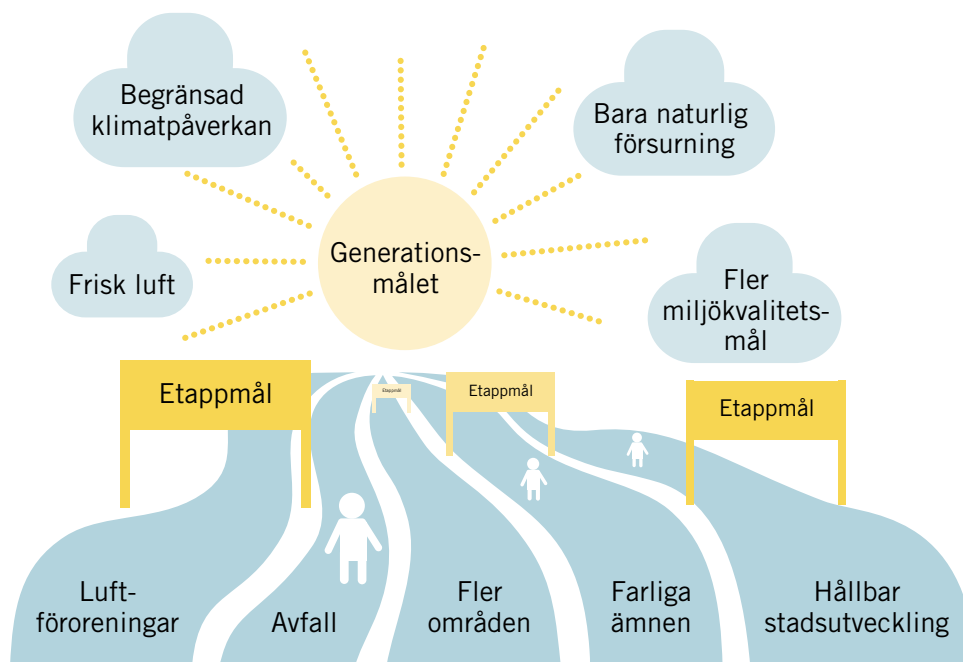 Begränsad
klimatpåverkan
Bara naturlig
försurning
Frisk luft
Generations-
målet
Fler
miljökvalitets-
mål
Etappmål
Etappmål
Etappmål
Etappmål
Luft-
föroreningar
Avfall
Fler
områden
Farliga
ämnen
Hållbar
stadsutveckling